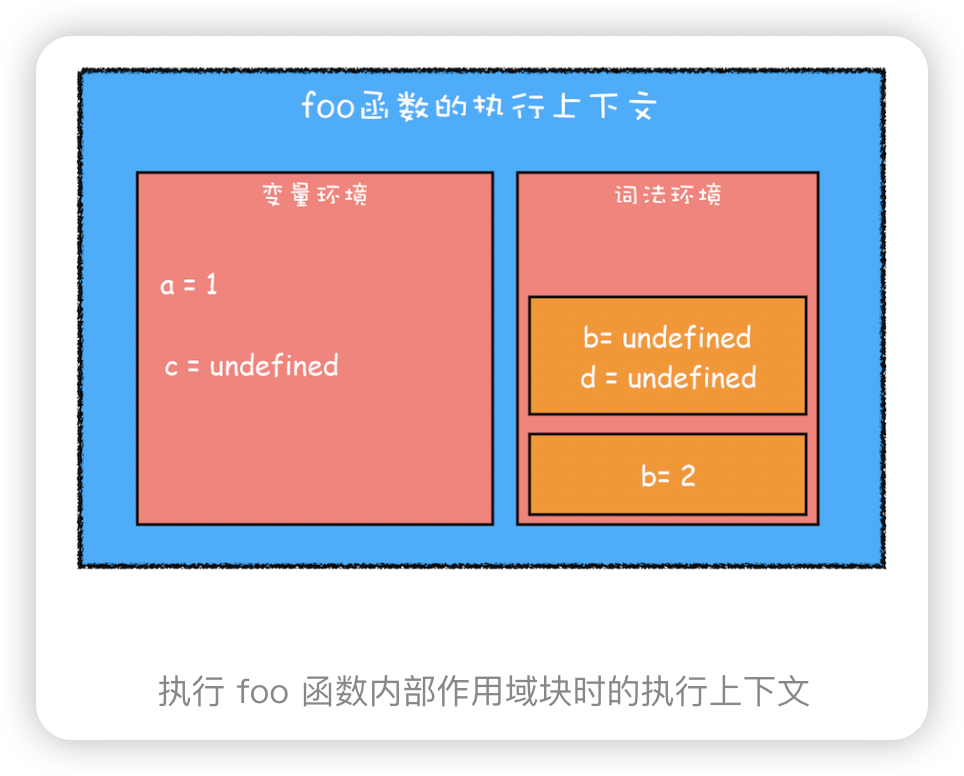 foo函数的执行上下文
变量环境
a = 1
c = undefined
词法环境
b= undefined
d = undefined
b= 2
执行 foo 函数内部作用域块时的执行上下文